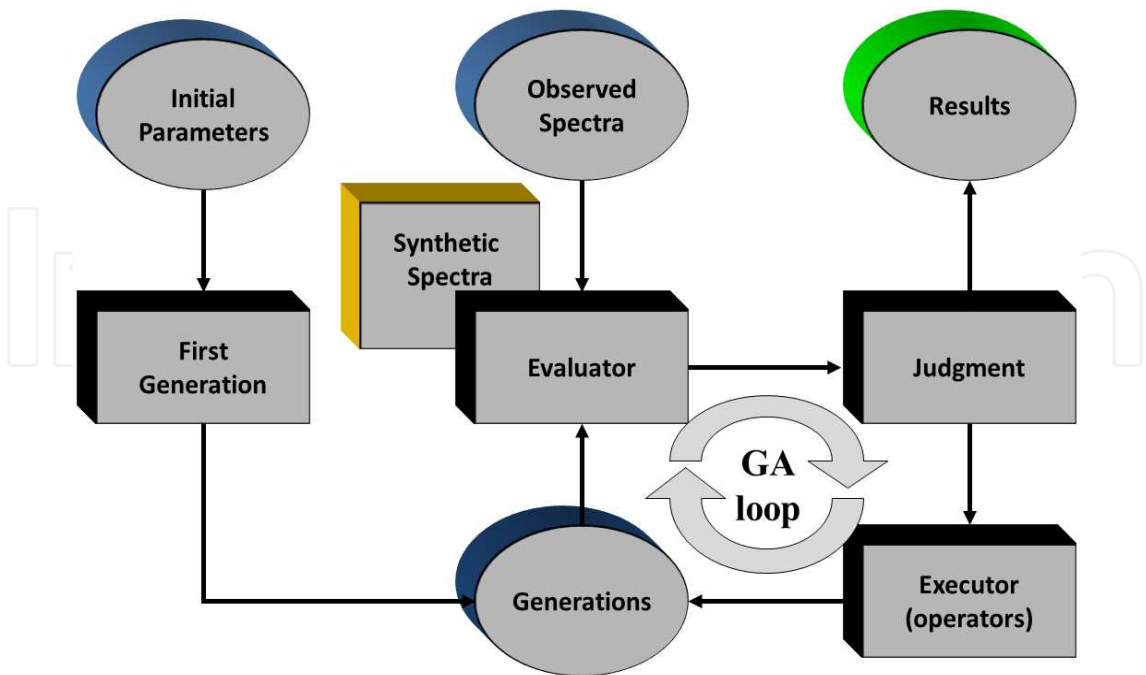 Initial
Parameters
Observed
Spectra
Results
Synthetic
Spectra
First
Generation
Evaluator
Judgment
GA
loop
Generations
Executor
(operators)